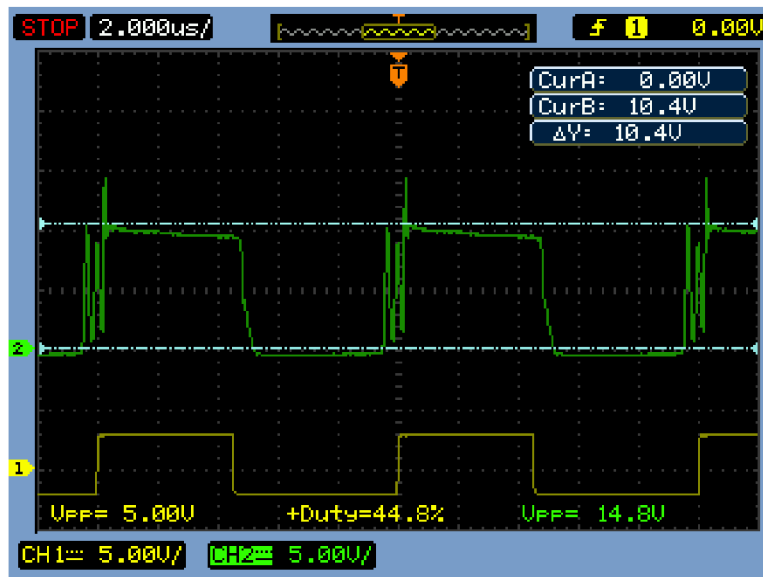 STOP 2.000us/ 1 0.00V
T
CurA: 0.00V
CurB: 10.4V
ΔY: 10.4V
2
1
Vpp= 5.00V +Duty=44.8% Vpp= 14.8V
CH1 5.00V/ CH2 5.00V/